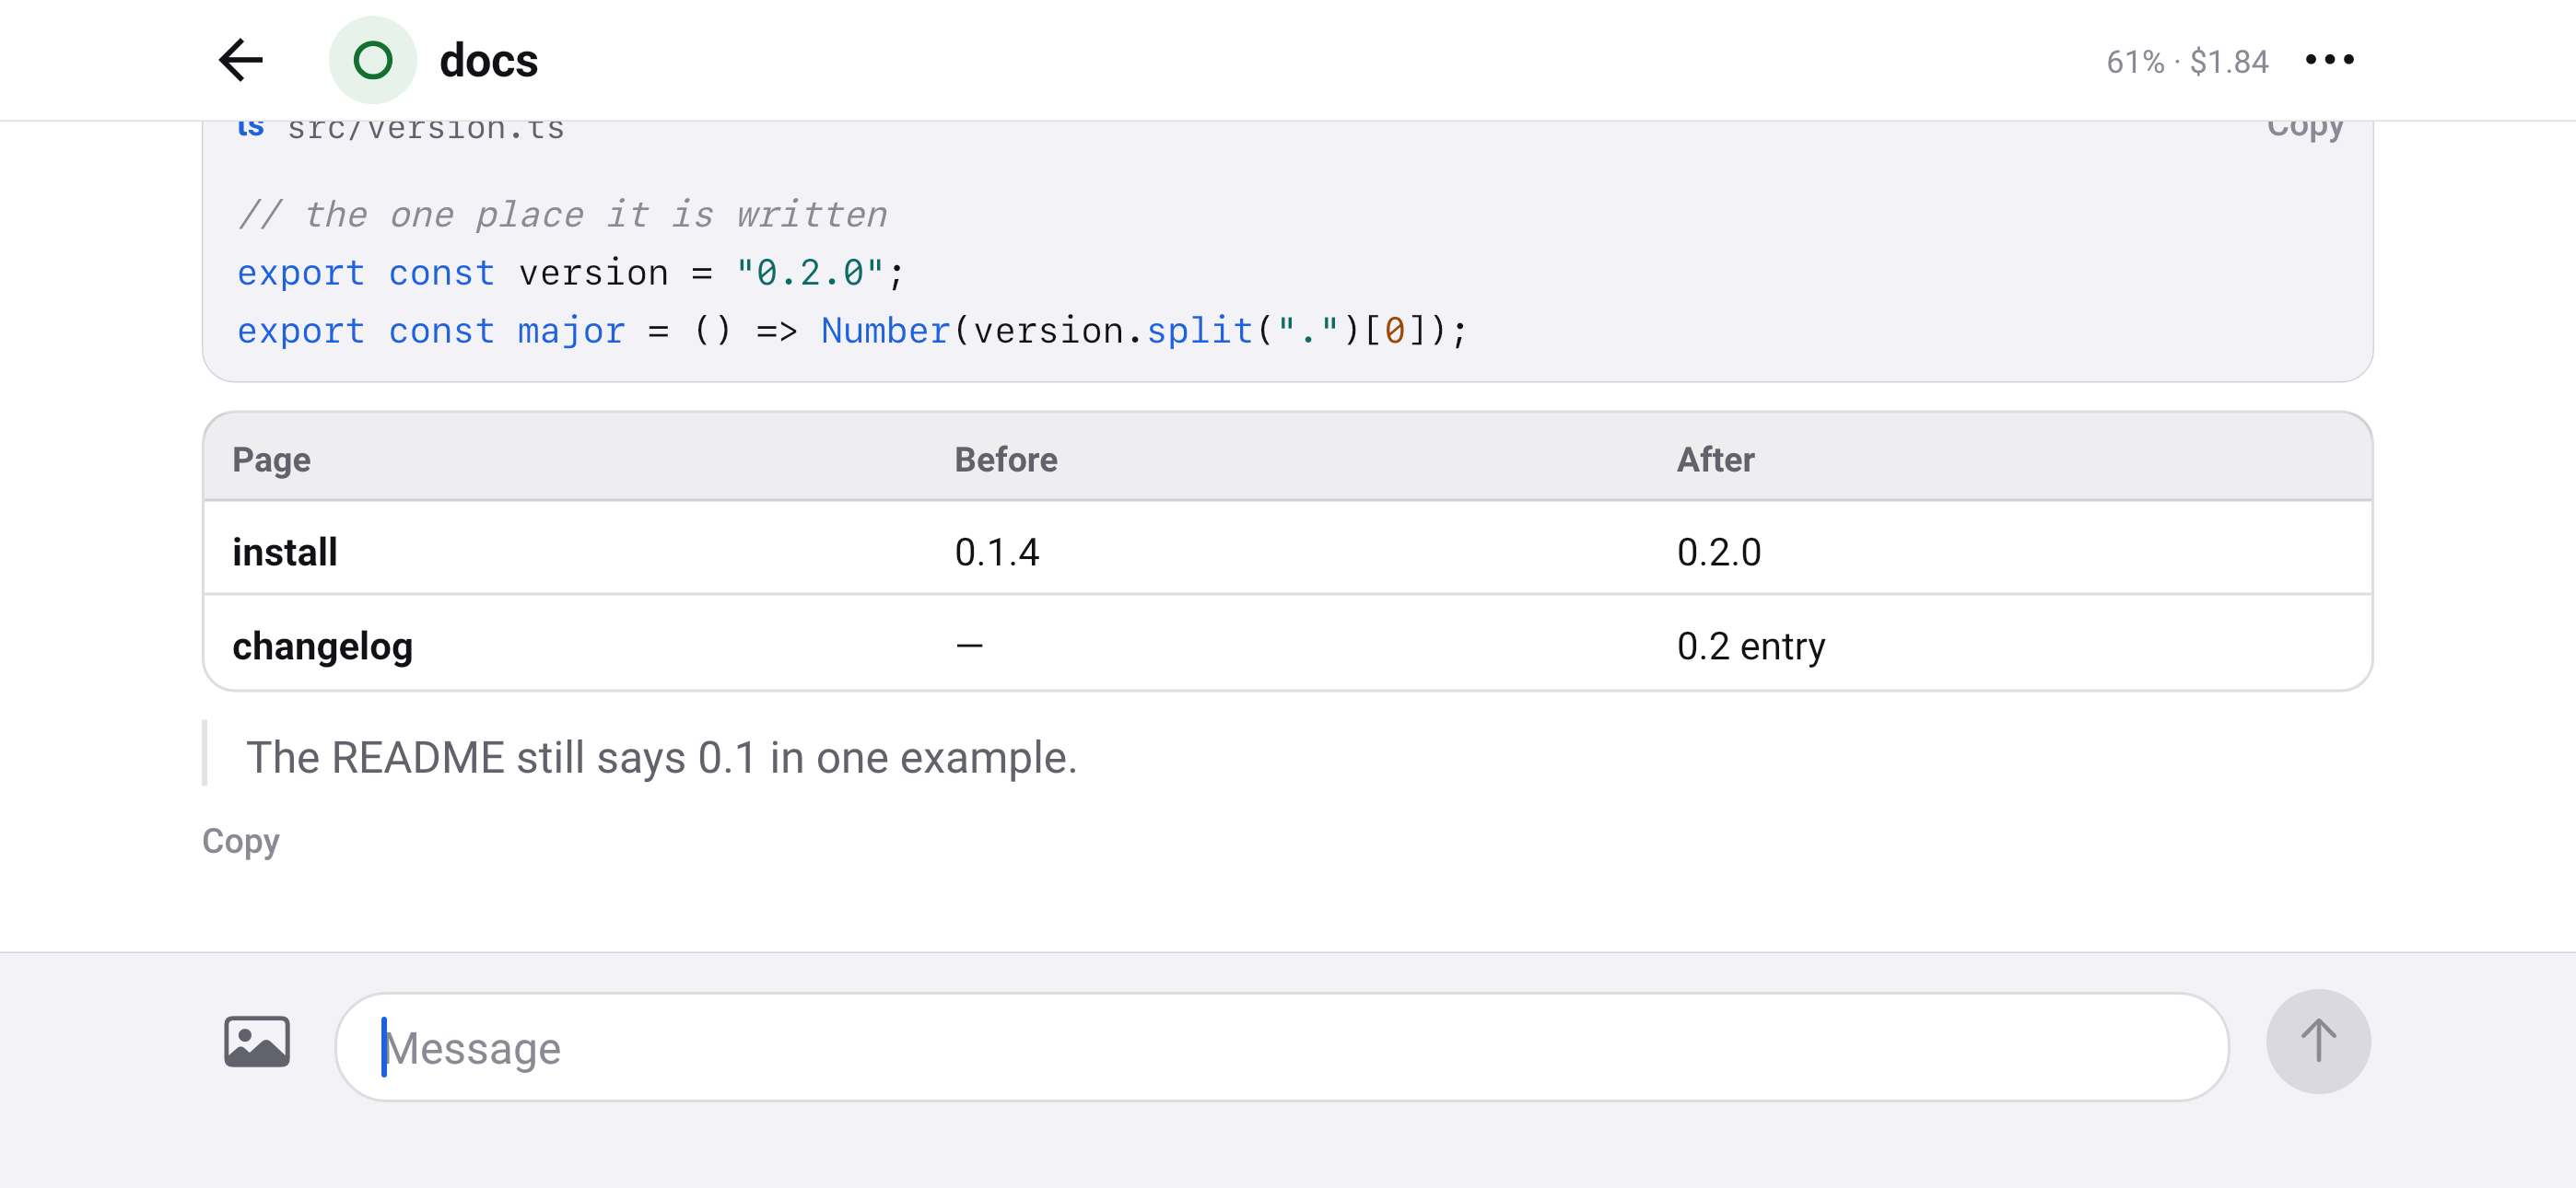 docs
61% · $1.84
ts src/version.ts
Copy
// the one place it is written
export const version = "0.2.0";
export const major = () => Number(version.split(".")[0]);
Page Before After
install 0.1.4 0.2.0
changelog — 0.2 entry
The README still says 0.1 in one example.
Copy
Message